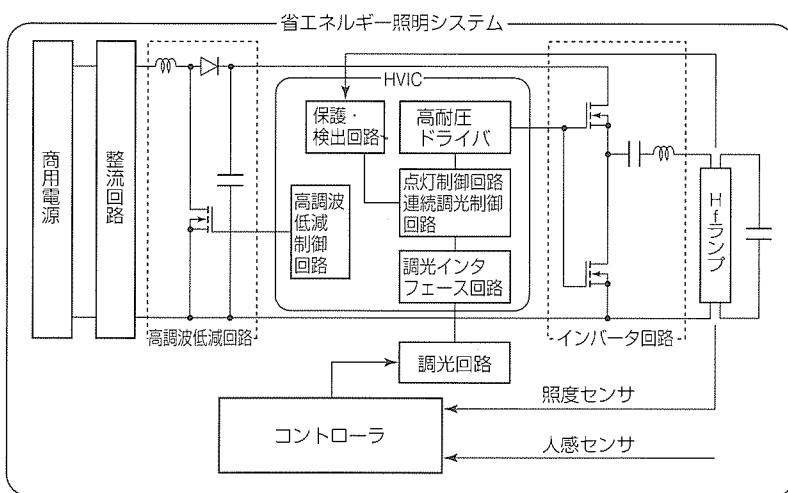 省エネルギー照明システム
HVIC
商用電源
整流回路
高調波低減回路
保護・
検出回路
高耐圧
ドライバ
高調波
低減
制御
回路
点灯制御回路
連続調光制御
回路
調光インタ
フェース回路
インバータ回路
Hfランプ
調光回路
コントローラ
照度センサ
人感センサ